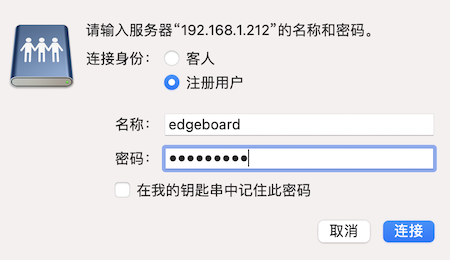 请输入服务器“192.168.1.212”的名称和密码。
连接身份： 客人
注册用户
名称： edgeboard
密码： •••••••••
在我的钥匙串中记住此密码
取消 连接